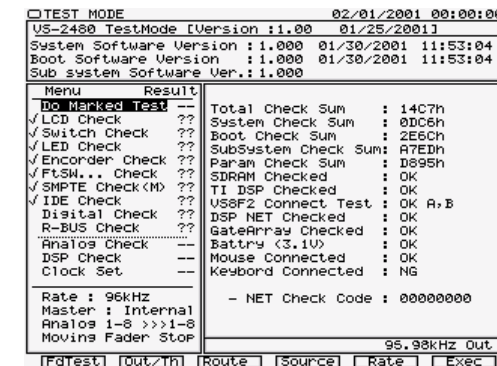 TEST MODE 02/01/2001 00:00:00
VS-2480 TestMode [Version :1.00 01/25/2001]
System Software Version :1.000 01/30/2001 11:53:04
Boot Software Version :1.000 01/30/2001 11:53:04
Sub system Software Ver.:1.000
Menu Result
Do Marked Test --
√LCD Check ??
√Switch Check ??
√LED Check ??
√Encorder Check ??
√FtSW... Check ??
√SMPTE Check(M) ??
√IDE Check ??
Digital Check ??
R-BUS Check ??
Analog Check --
DSP Check --
Clock Set --
Rate : 96kHz
Master : Internal
Analog 1-8 >>>1-8
Moving Fader Stop
Total Check Sum : 14C7h
System Check Sum : 0DC6h
Boot Check Sum : 2E6Ch
SubSystem Check Sum: A7EDh
Param Check Sum : D895h
SDRAM Checked : OK
TI DSP Checked : OK
VS8F2 Connect Test : OK A,B
DSP NET Checked : OK
GateArray Checked : OK
Battry (3.1V) : OK
Mouse Connected : OK
Keybord Connected : NG
- NET Check Code : 00000000
95.98kHz Out
FdTest Out/Th Route Source Rate Exec